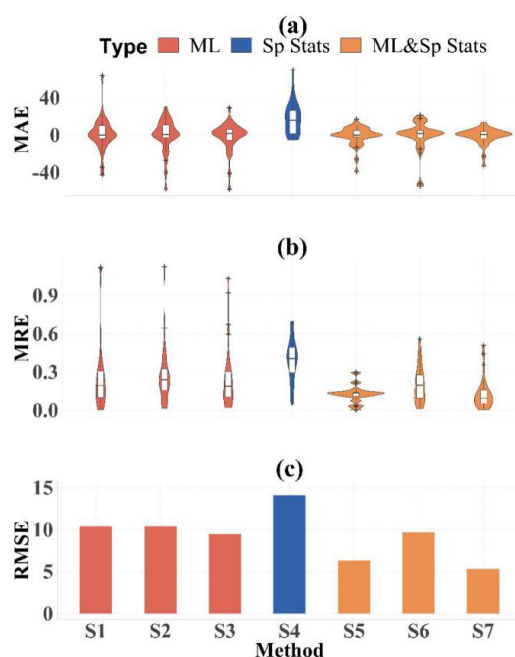 (a)
Type ML Sp Stats ML&Sp Stats
MAE
40
0
-40
(b)
MRE
0.9
0.6
0.3
0.0
(c)
RMSE
15
10
5
0
S1 S2 S3 S4 S5 S6 S7
Method